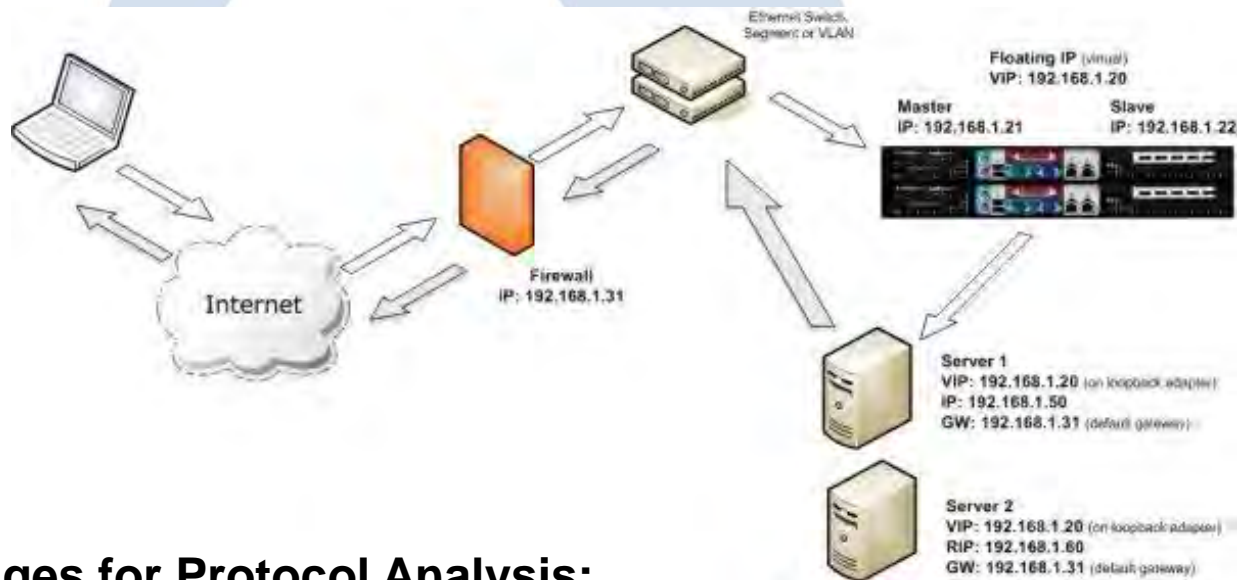 Ethernet Switch,
Segment or VLAN
Floating IP (virtual)
VIP: 192.168.1.20
Master
IP: 192.168.1.21
Slave
IP: 192.168.1.22
Firewall
IP: 192.168.1.31
Internet
Server 1
VIP: 192.168.1.20 (on loopback adapter)
IP: 192.168.1.50
GW: 192.168.1.31 (default gateway)
Server 2
VIP: 192.168.1.20 (on loopback adapter)
RIP: 192.168.1.60
GW: 192.168.1.31 (default gateway)
ges for Protocol Analysis: